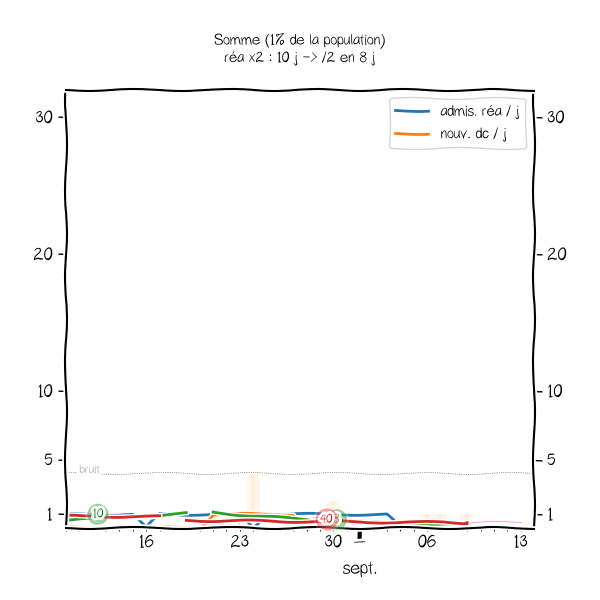 Somme (1% de la population)
réa x2 : 10 j -> /2 en 8 j
admis. réa / j
nouv. dc / j
30
30
20
20
10
10
5
5
bruit
1
1
10
40
16
23
30
06
13
sept.